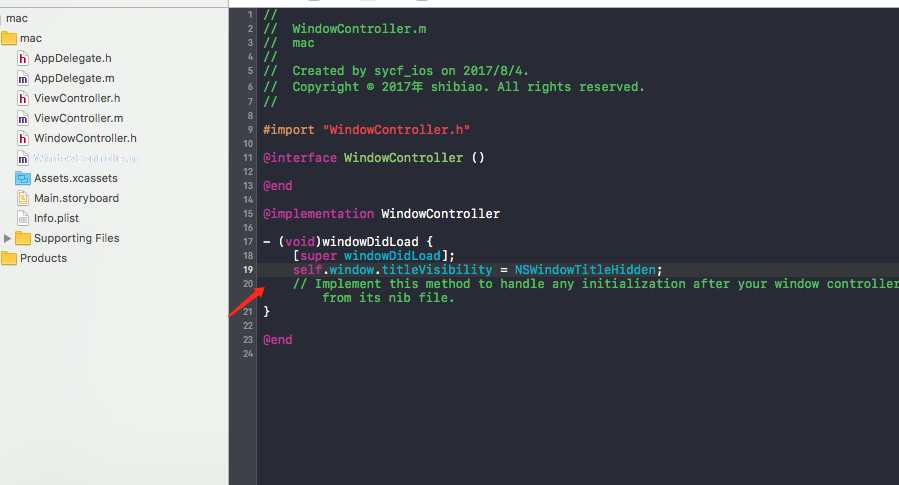 mac
mac
AppDelegate.h
AppDelegate.m
ViewController.h
ViewController.m
WindowController.h
WindowController.m
Assets.xcassets
Main.storyboard
Info.plist
Supporting Files
Products
1 //
2 //  WindowController.m
3 //  mac
4 //
5 //  Created by sycf_ios on 2017/8/4.
6 //  Copyright © 2017年 shibiao. All rights reserved.
7 //
8
9 #import "WindowController.h"
10
11 @interface WindowController ()
12
13 @end
14
15 @implementation WindowController
16
17 - (void)windowDidLoad {
18     [super windowDidLoad];
19     self.window.titleVisibility = NSWindowTitleHidden;
20     // Implement this method to handle any initialization after your window controller
from its nib file.
21 }
22
23 @end
24